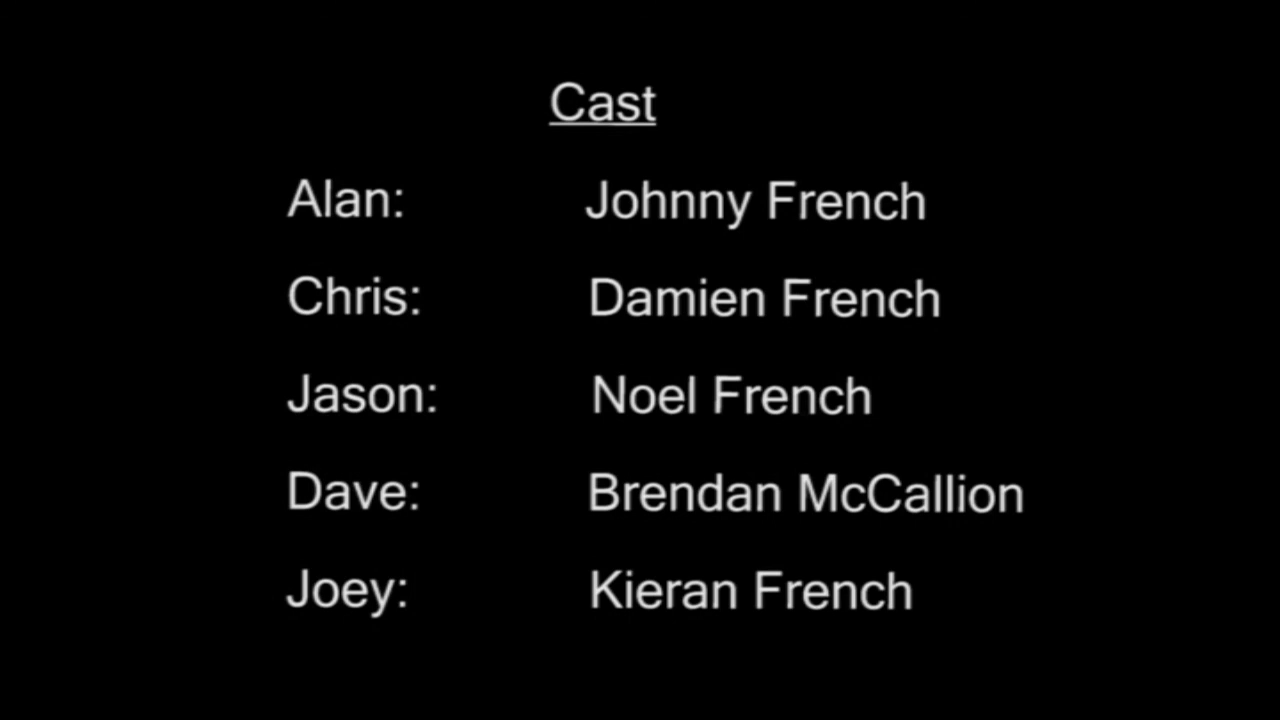 Cast
Alan: Johnny French
Chris: Damien French
Jason: Noel French
Dave: Brendan McCallion
Joey: Kieran French